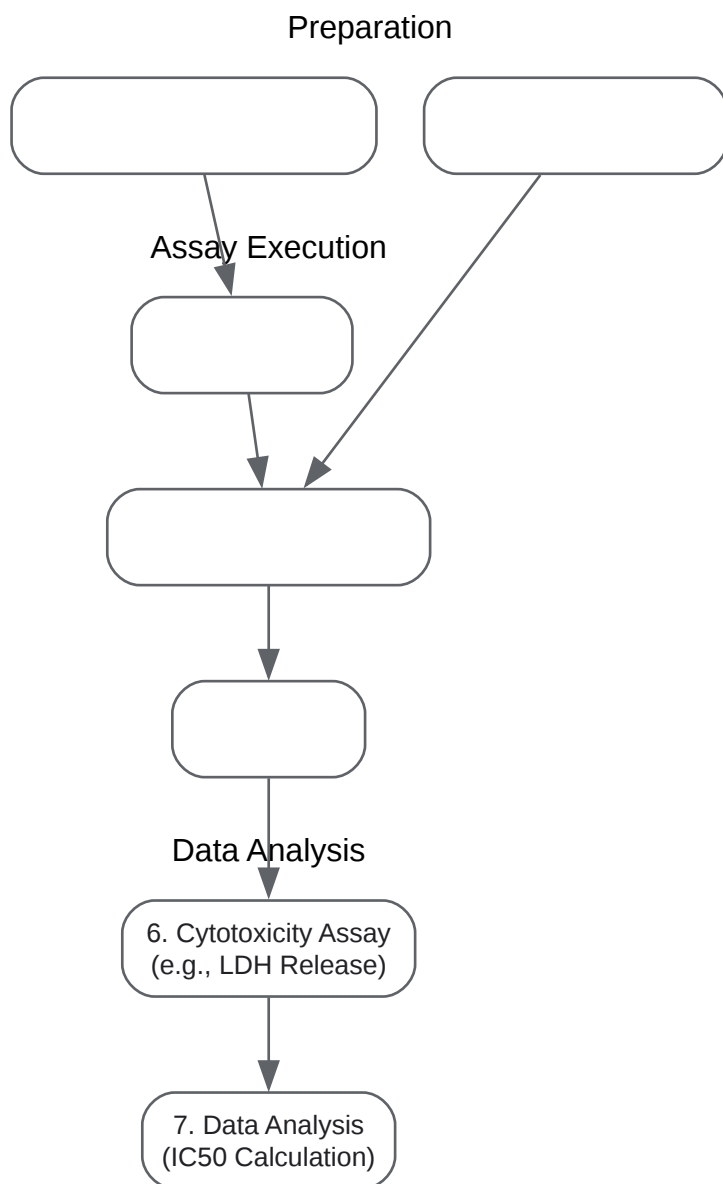 Preparation
Assay Execution
Data Analysis
6. Cytotoxicity Assay
(e.g., LDH Release)
7. Data Analysis
(IC50 Calculation)